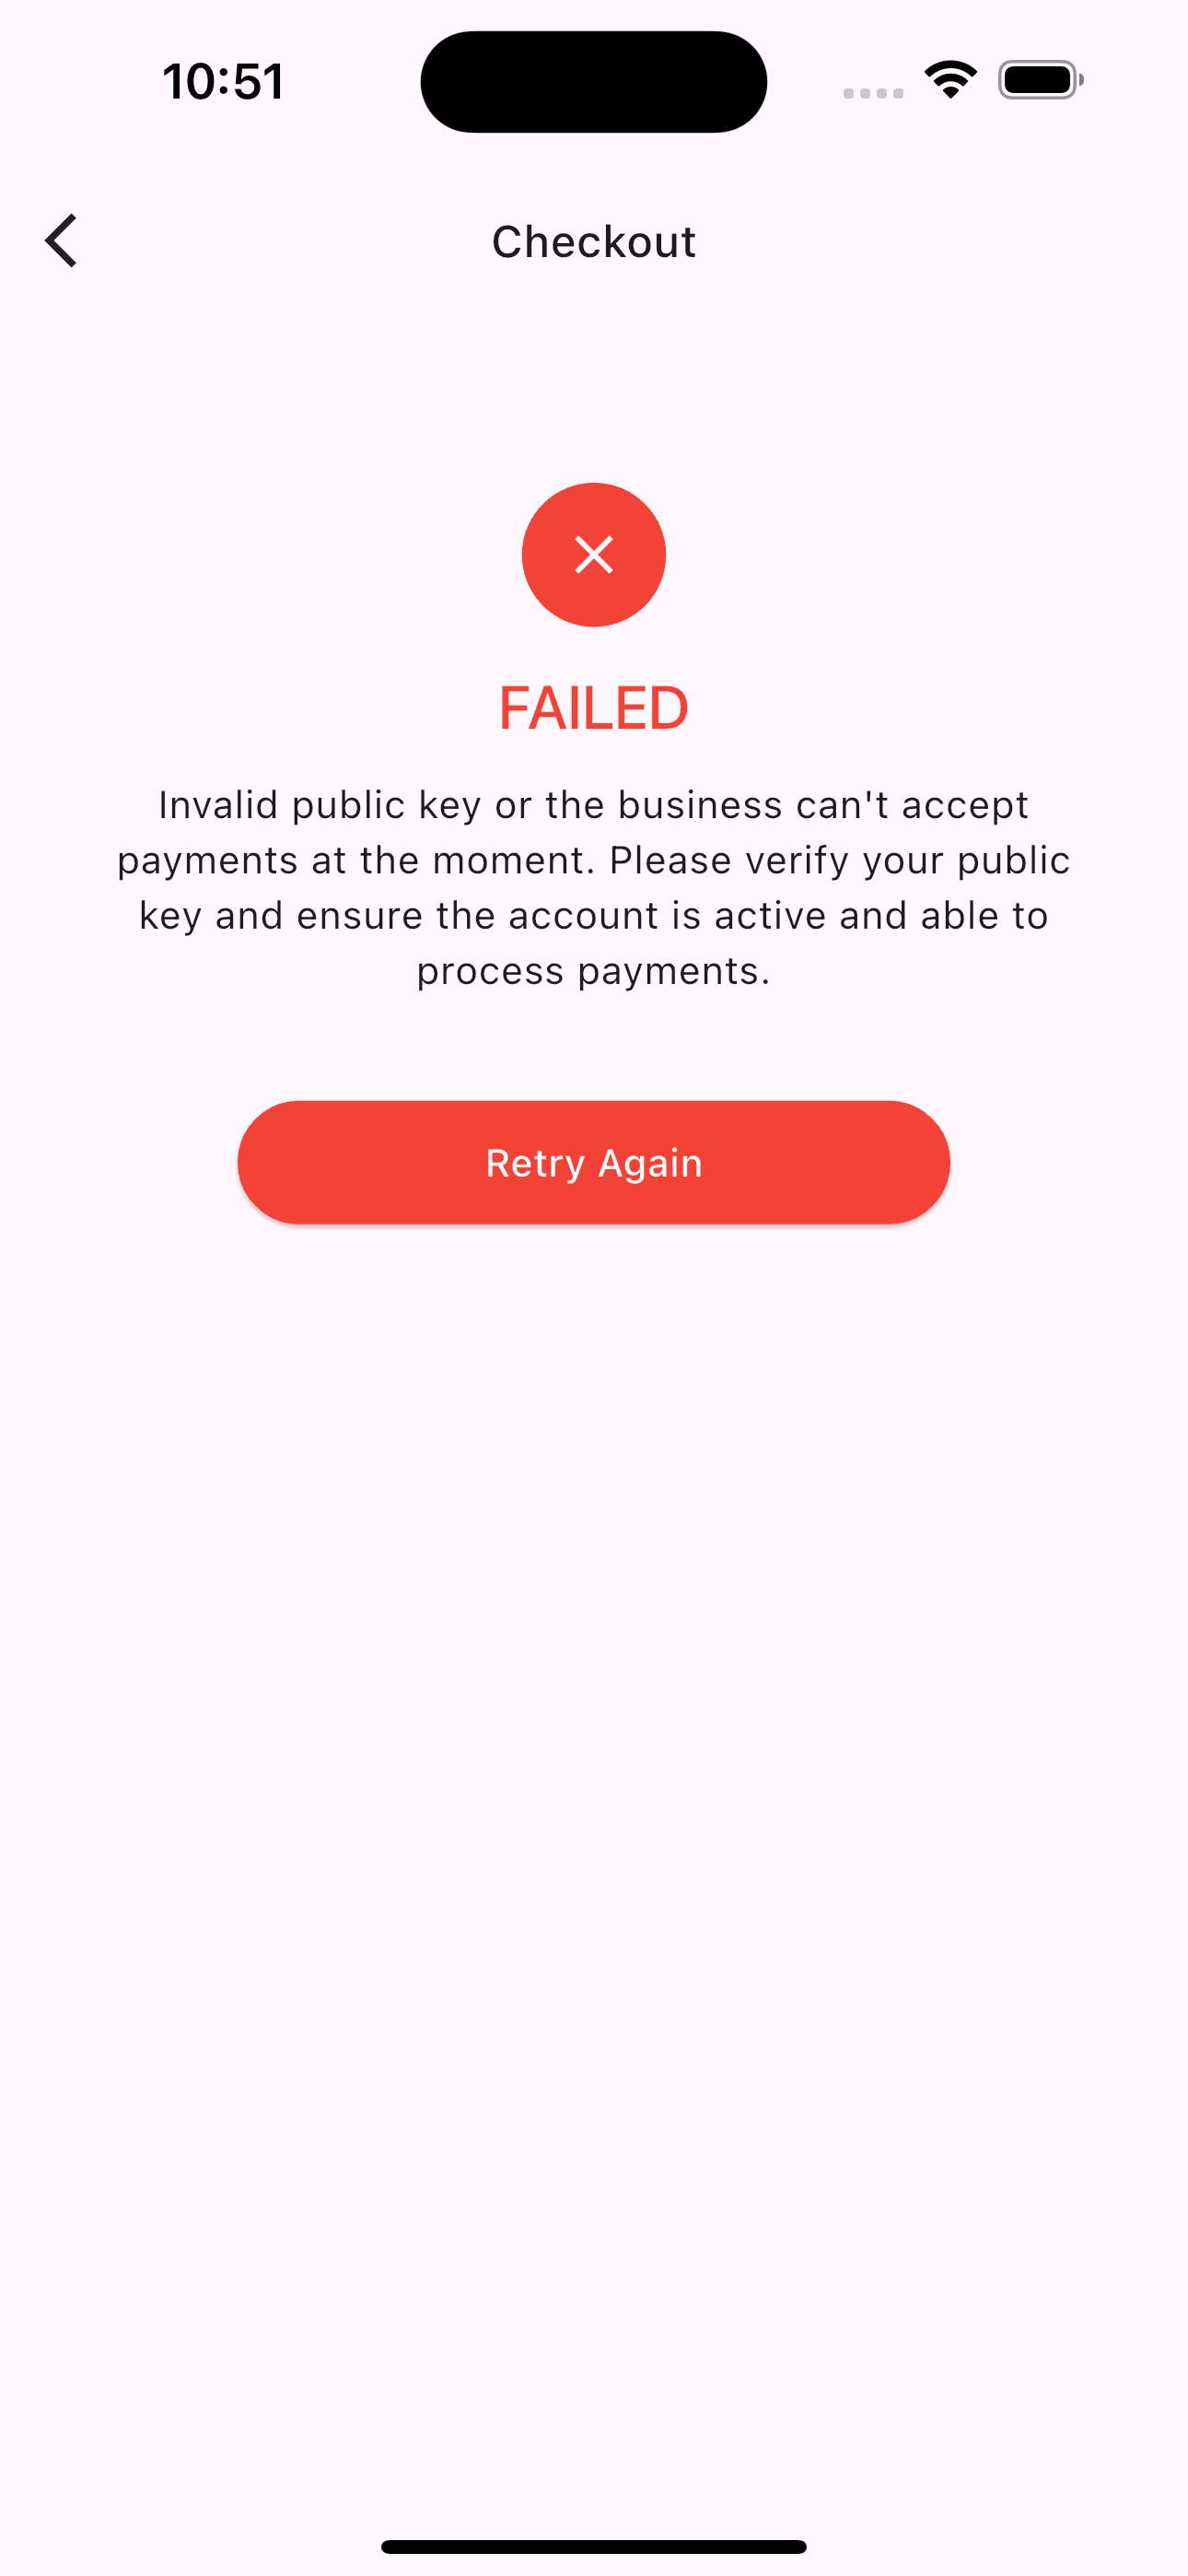 10:51
Checkout
FAILED
Invalid public key or the business can't accept
payments at the moment. Please verify your public
key and ensure the account is active and able to
process payments.
Retry Again